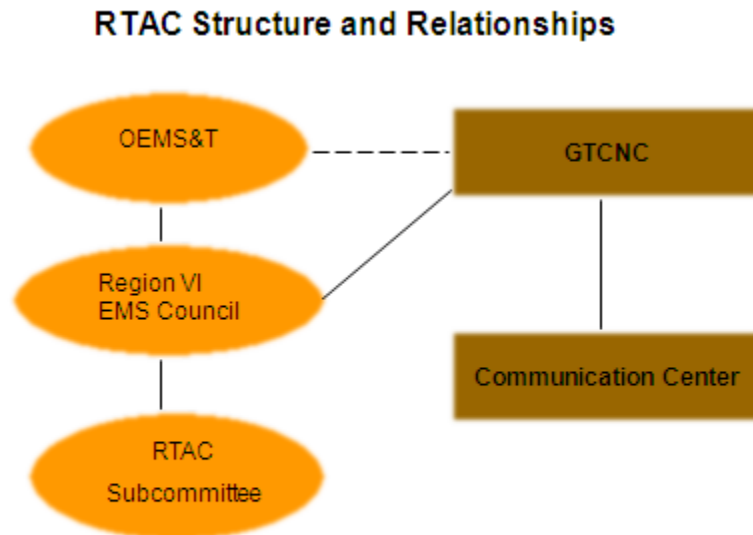 RTAC Structure and Relationships
OEMS&T
GTCNC
Region VI
EMS Council
Communication Center
RTAC
Subcommittee